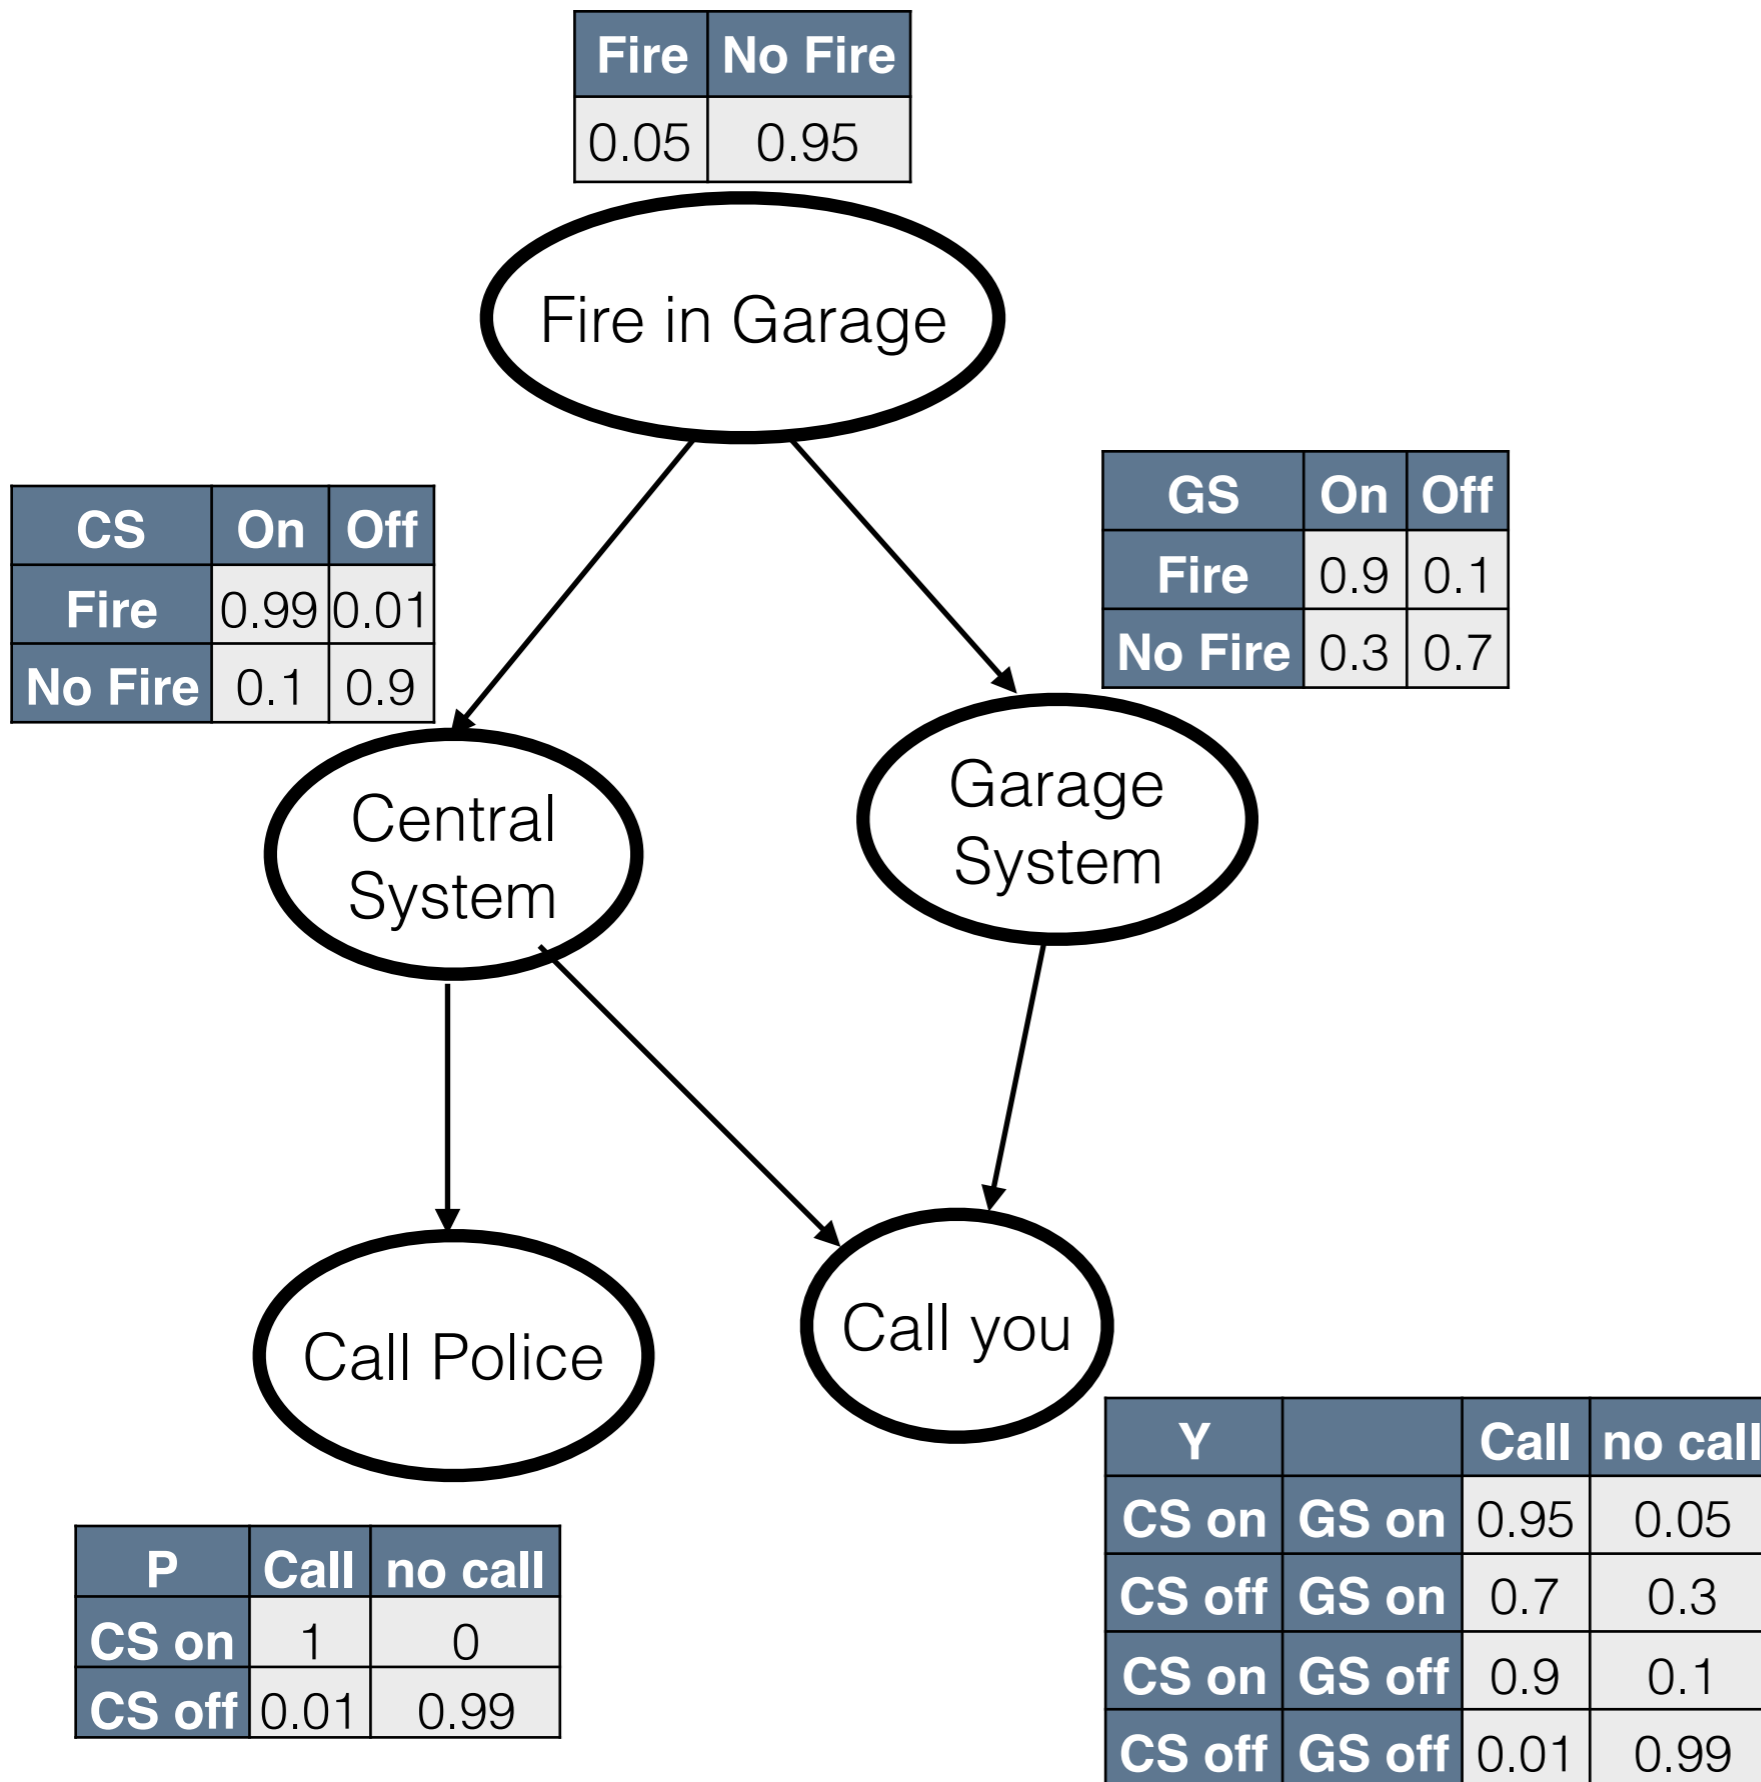 Fire No Fire
0.05 0.95
Fire in Garage
CS On Off
Fire 0.99 0.01
No Fire 0.1 0.9
GS On Off
Fire 0.9 0.1
No Fire 0.3 0.7
Central
System
Garage
System
Call Police
Call you
P Call no call
CS on 1 0
CS off 0.01 0.99
Y Call no call
CS on GS on 0.95 0.05
CS off GS on 0.7 0.3
CS on GS off 0.9 0.1
CS off GS off 0.01 0.99